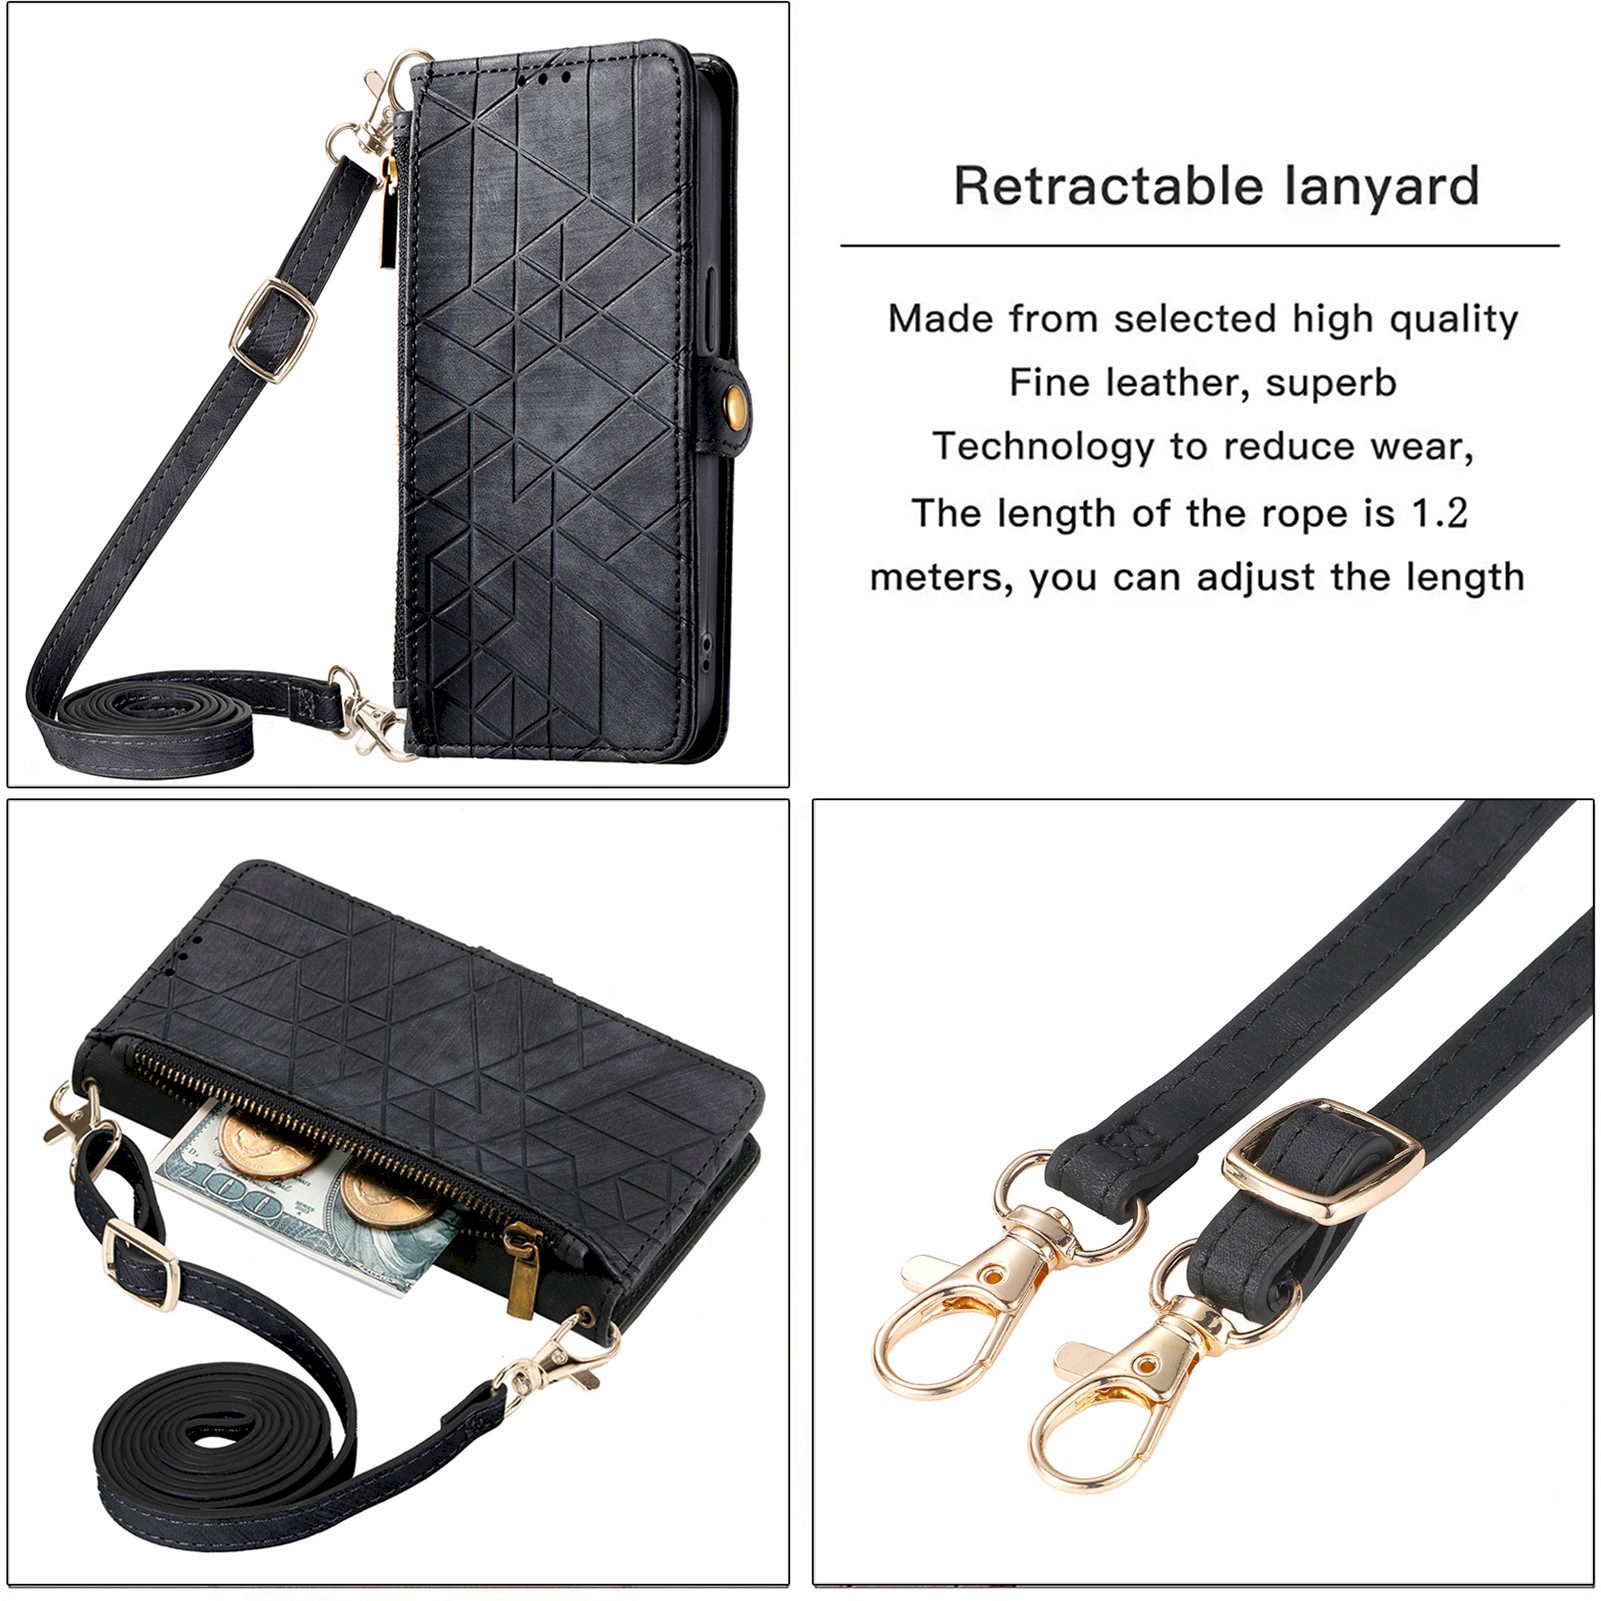 Retractable lanyard
Made from selected high quality
Fine leather, superb
Technology to reduce wear,
The length of the rope is 1.2
meters, you can adjust the length
100